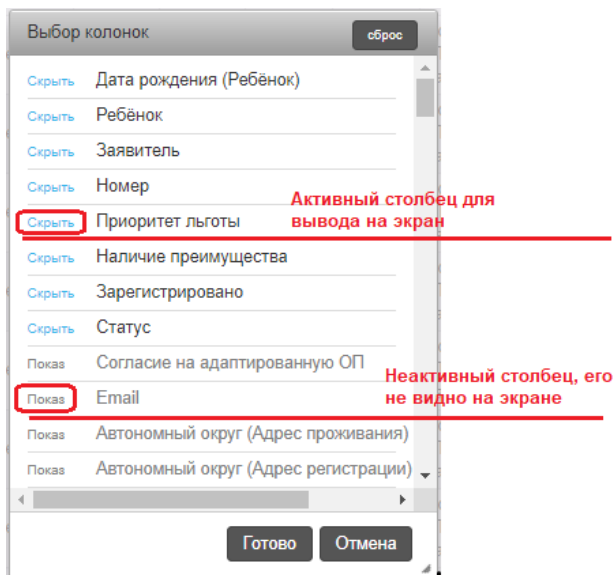 Выбор колонок сброс
Скрыть Дата рождения (Ребёнок)
Скрыть Ребёнок
Скрыть Заявитель
Скрыть Номер
Активный столбец для
вывода на экран
Скрыть Приоритет льготы
Скрыть Наличие преимущества
Скрыть Зарегистрировано
Скрыть Статус
Показ Согласие на адаптированную ОП
Неактивный столбец, его
не видно на экране
Показ Email
Показ Автономный округ (Адрес проживания)
Показ Автономный округ (Адрес регистрации)
Готово Отмена